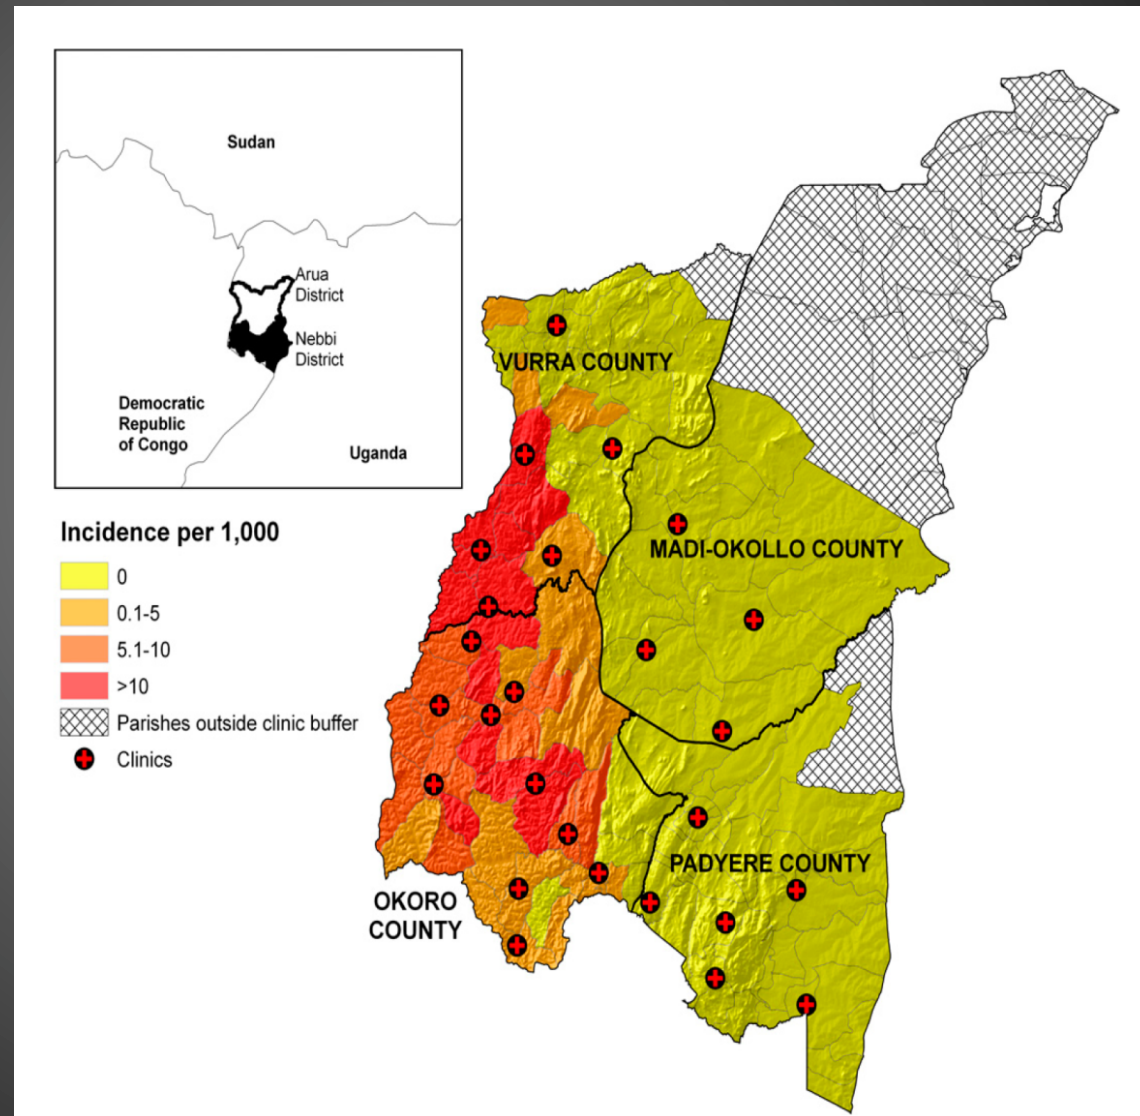 Sudan
Arua
District
Nebbi
District
Democratic
Republic
of Congo
Uganda
Incidence per 1,000
0
0.1-5
5.1-10
>10
Parishes outside clinic buffer
Clinics
VURRA COUNTY
MADI-OKOLLO COUNTY
PADYERE COUNTY
OKORO
COUNTY